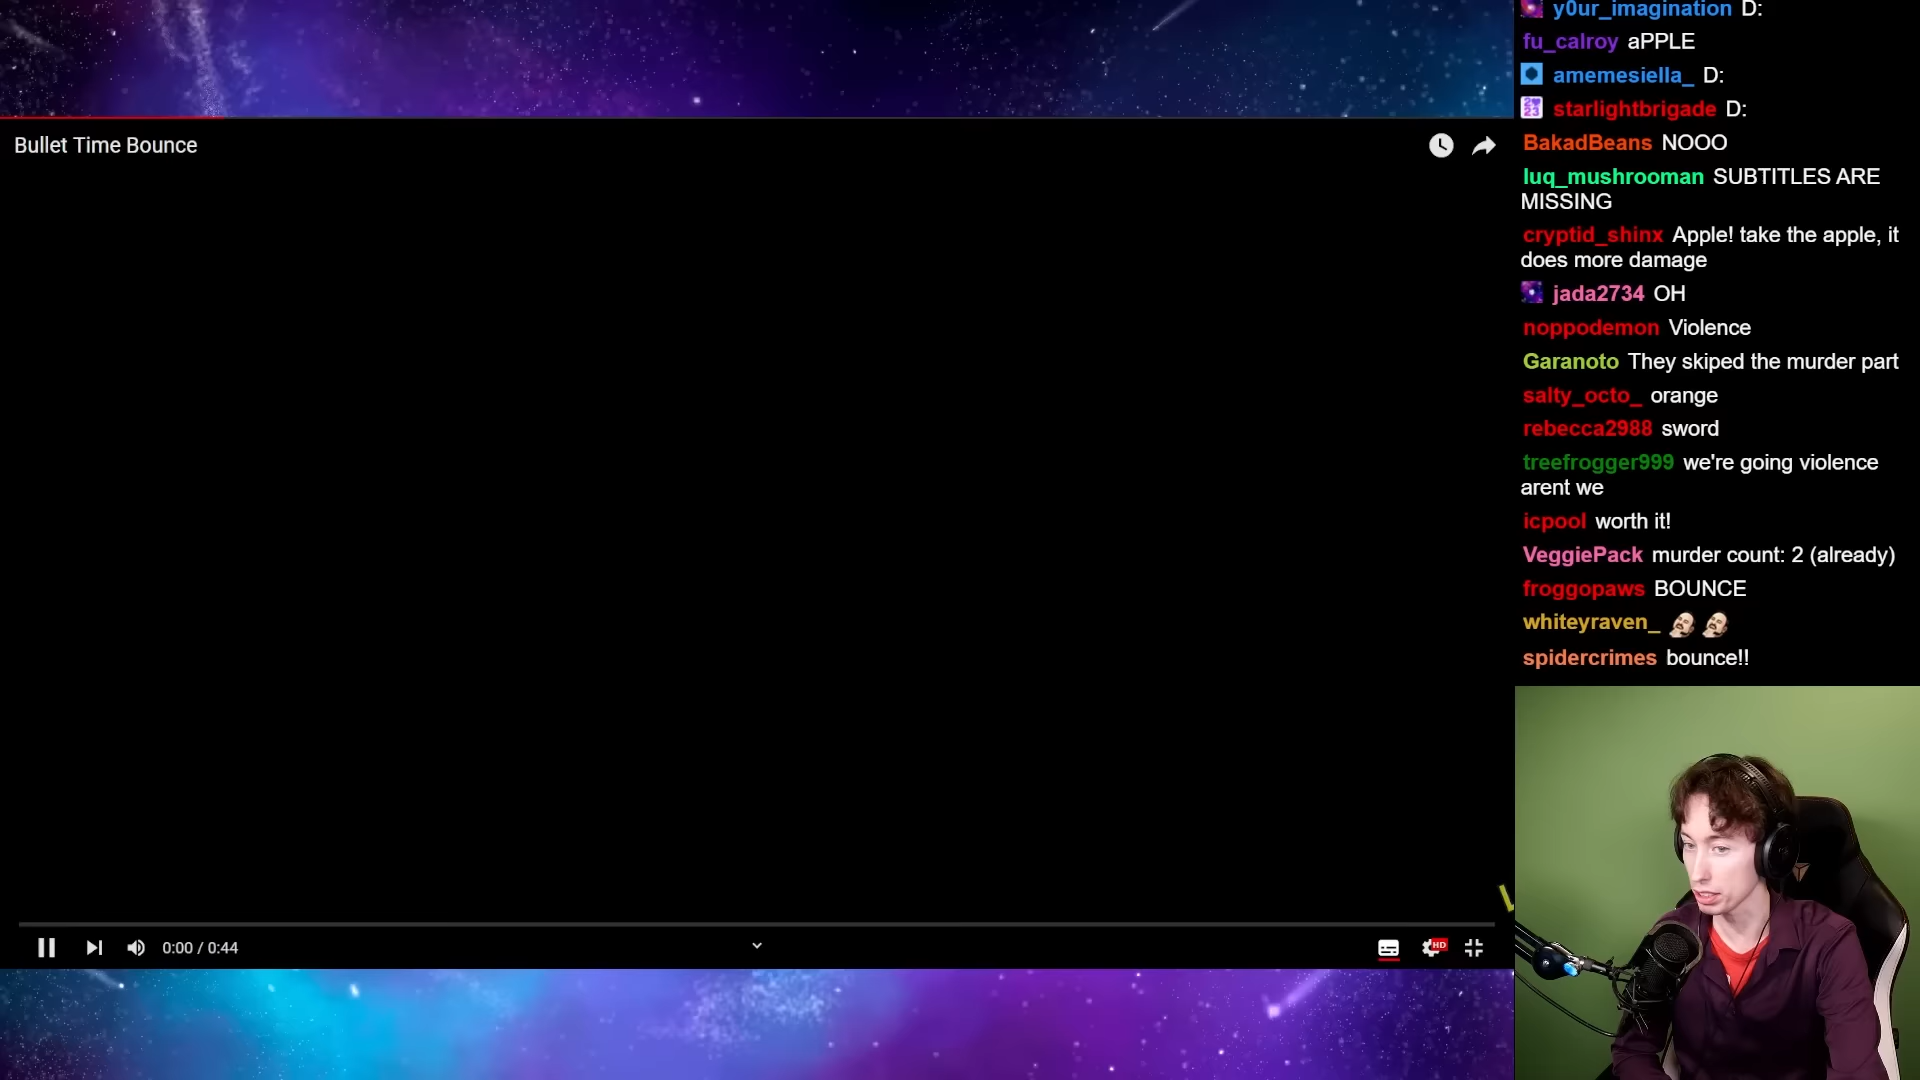 Bullet Time Bounce
0:00 / 0:44
HD
y0ur_imagination D:
fu_calroy aPPLE
amemesiella_ D:
starlightbrigade D:
BakadBeans NOOO
luq_mushrooman SUBTITLES ARE
MISSING
cryptid_shinx Apple! take the apple, it
does more damage
jada2734 OH
noppodemon Violence
Garanoto They skiped the murder part
salty_octo_ orange
rebecca2988 sword
treefrogger999 we're going violence
arent we
icpool worth it!
VeggiePack murder count: 2 (already)
froggopaws BOUNCE
whiteyraven_
spidercrimes bounce!!